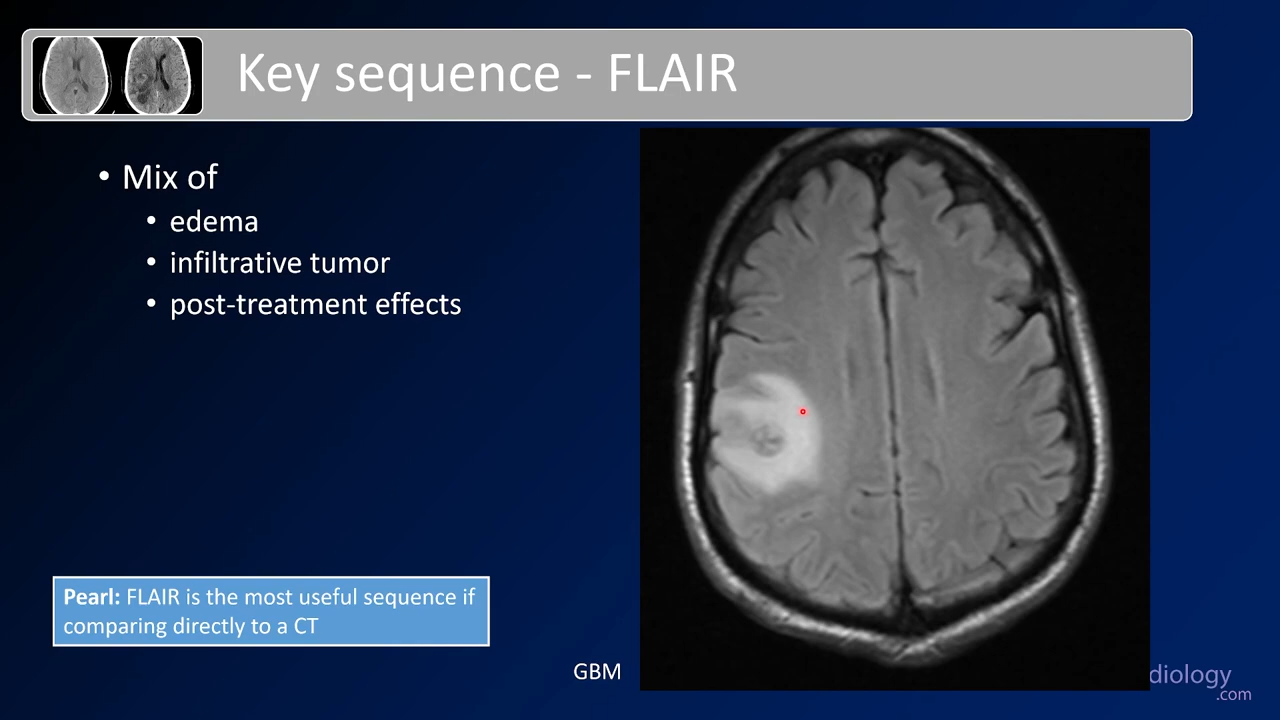 Key sequence - FLAIR
• Mix of
• edema
• infiltrative tumor
• post-treatment effects
Pearl: FLAIR is the most useful sequence if
comparing directly to a CT
GBM
diology
.com